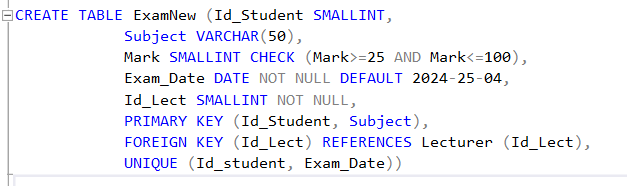 CREATE TABLE ExamNew (Id_Student SMALLINT,
Subject VARCHAR(50),
Mark SMALLINT CHECK (Mark>=25 AND Mark<=100),
Exam_Date DATE NOT NULL DEFAULT 2024-25-04,
Id_Lect SMALLINT NOT NULL,
PRIMARY KEY (Id_Student, Subject),
FOREIGN KEY (Id_Lect) REFERENCES Lecturer (Id_Lect),
UNIQUE (Id_student, Exam_Date))